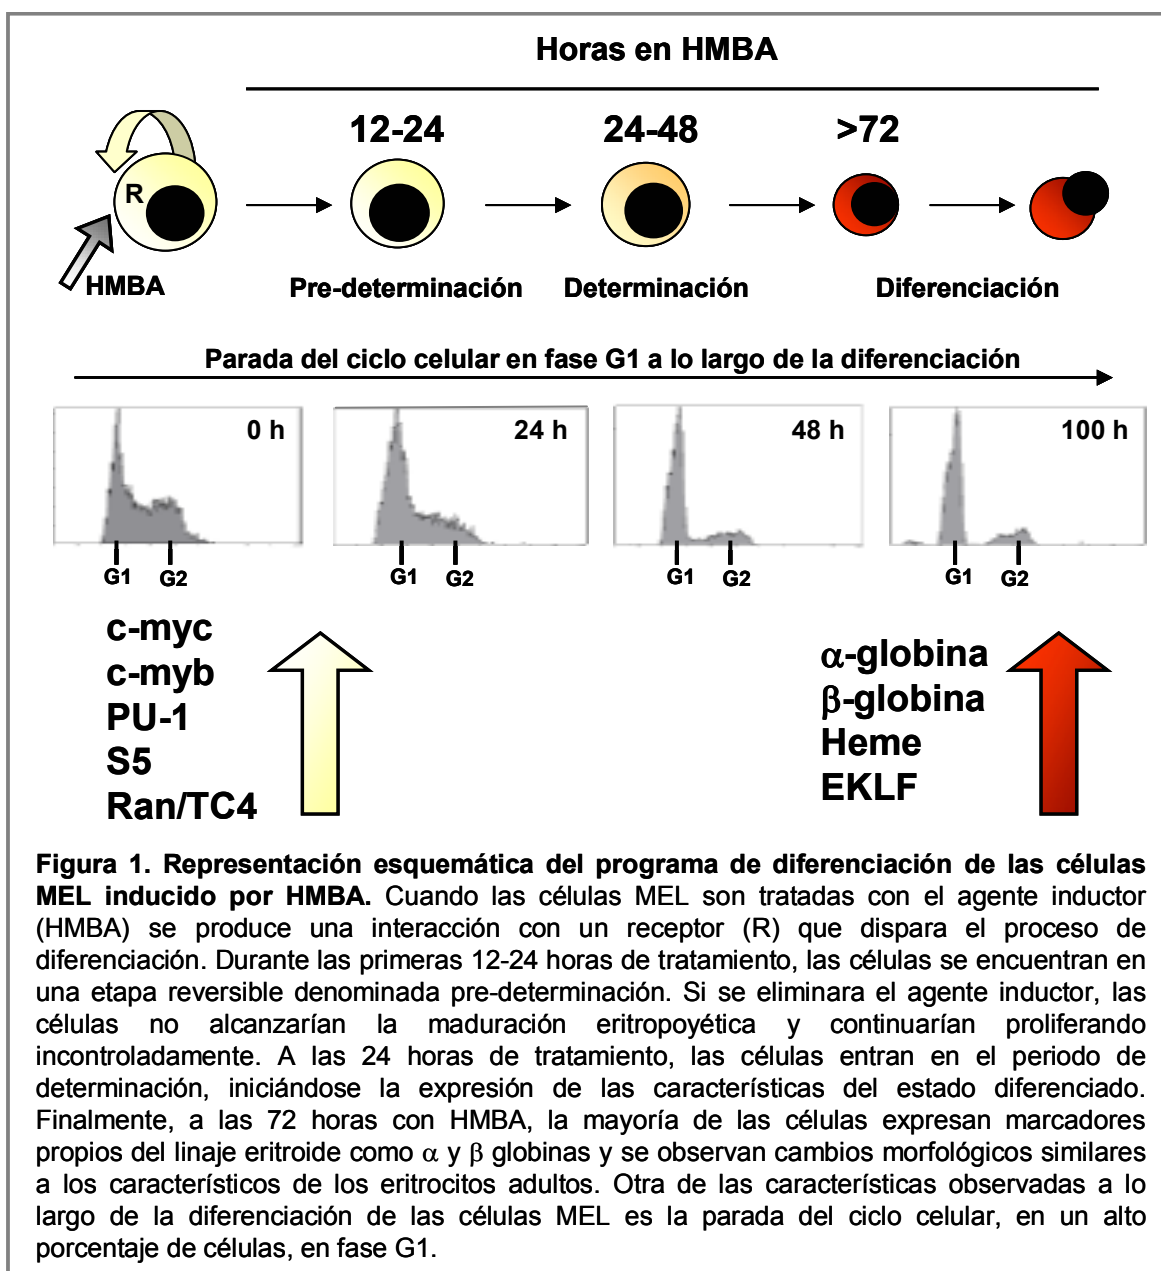 Horas en HMBA
12-24
24-48
>72
R
HMBA
Pre-determinación
Determinación
Diferenciación
Parada del ciclo celular en fase G1 a lo largo de la diferenciación
0 h
24 h
48 h
100 h
G1 G2
G1 G2
G1 G2
G1 G2
c-myc
c-myb
PU-1
S5
Ran/TC4
α-globina
β-globina
Heme
EKLF
Figura 1. Representación esquemática del programa de diferenciación de las células
MEL inducido por HMBA. Cuando las células MEL son tratadas con el agente inductor
(HMBA) se produce una interacción con un receptor (R) que dispara el proceso de
diferenciación. Durante las primeras 12-24 horas de tratamiento, las células se encuentran en
una etapa reversible denominada pre-determinación. Si se eliminara el agente inductor, las
células no alcanzarían la maduración eritropoyética y continuarían proliferando
incontroladamente. A las 24 horas de tratamiento, las células entran en el periodo de
determinación, iniciándose la expresión de las características del estado diferenciado.
Finalmente, a las 72 horas con HMBA, la mayoría de las células expresan marcadores
propios del linaje eritroide como α y β globinas y se observan cambios morfológicos similares
a los característicos de los eritrocitos adultos. Otra de las características observadas a lo
largo de la diferenciación de las células MEL es la parada del ciclo celular, en un alto
porcentaje de células, en fase G1.